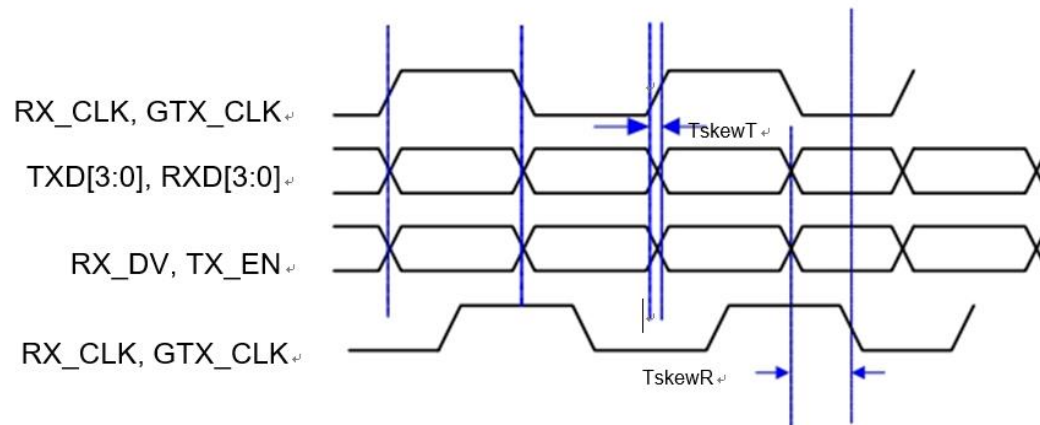 RX_CLK, GTX_CLK
TskewT
TXD[3:0], RXD[3:0]
RX_DV, TX_EN
RX_CLK, GTX_CLK
TskewR